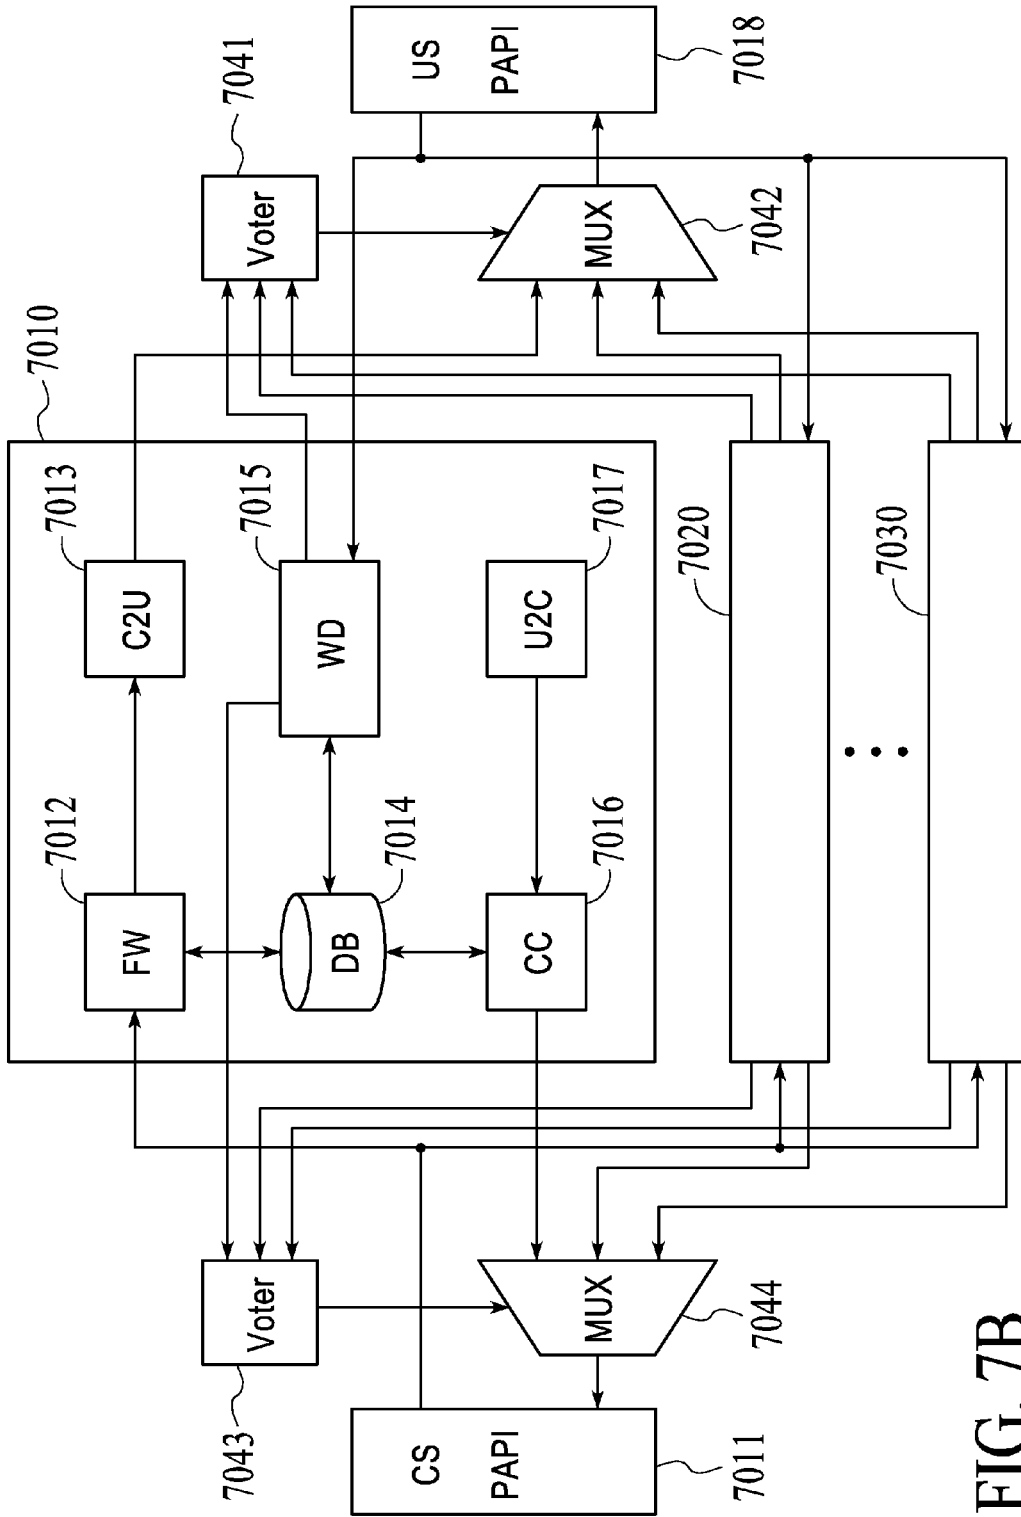 7043
Voter
7012
FW
7013
C2U
7010
7041
Voter
7014
DB
7015
WD
CS
PAPI
7011
MUX
7044
7016
CC
7017
U2C
MUX
7042
US
PAPI
7018
7020
7030
FIG. 7B